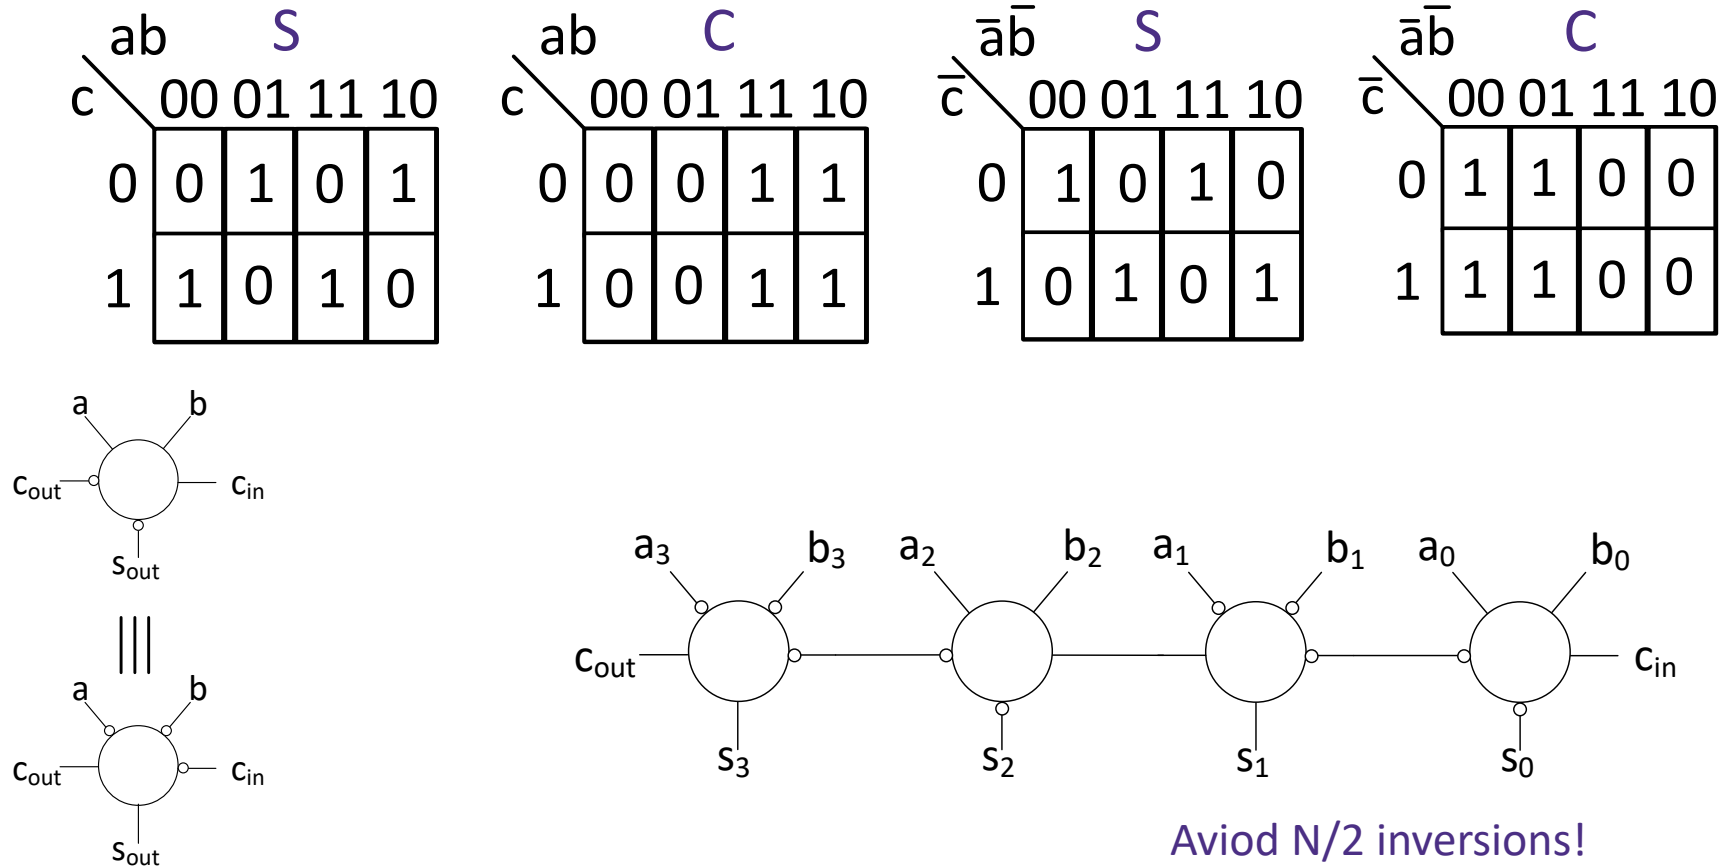 ab S
c 00 01 11 10
0 0 1 0 1
1 1 0 1 0
ab C
c 00 01 11 10
0 0 0 1 1
1 0 0 1 1
a̅b̅ S
c̅ 00 01 11 10
0 1 0 1 0
1 0 1 0 1
a̅b̅ C
c̅ 00 01 11 10
0 1 1 0 0
1 1 1 0 0
a b
cout cin
sout
a b
cout cin
sout
a3 b3 a2 b2 a1 b1 a0 b0
cout cin
s3 s2 s1 s0
Aviod N/2 inversions!